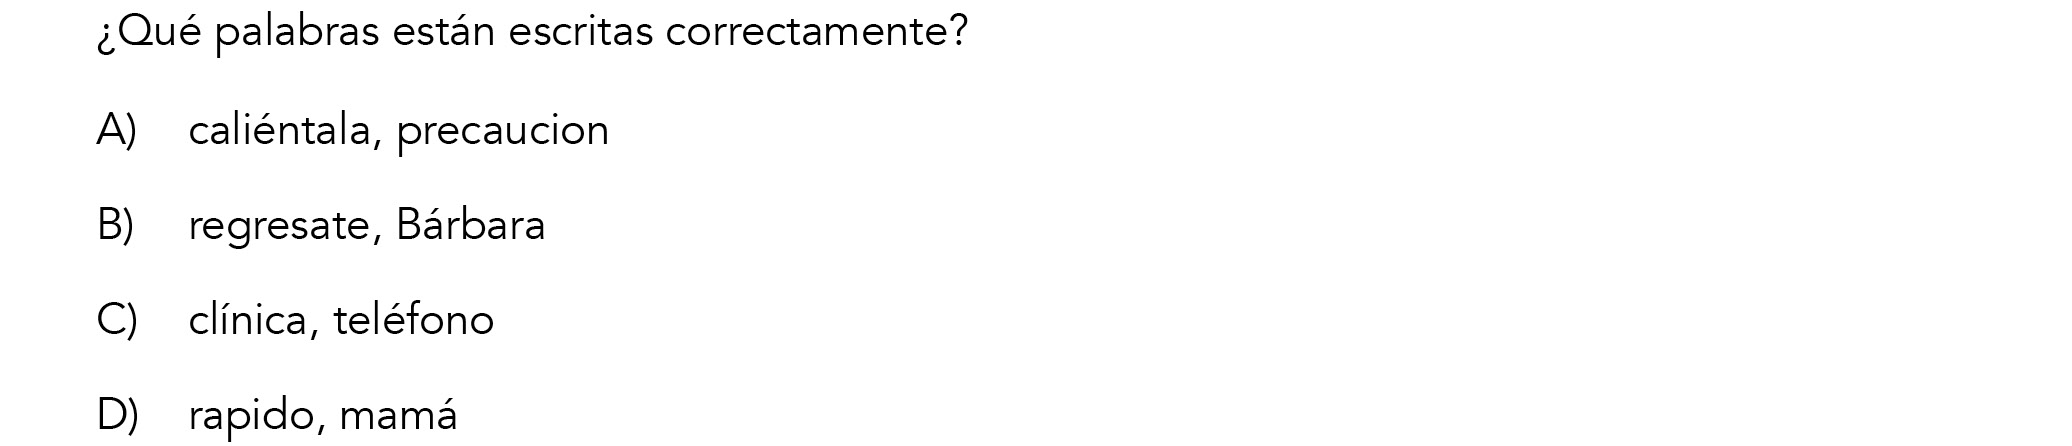 ¿Qué palabras están escritas correctamente?
A) caliéntala, precaucion
B) regresate, Bárbara
C) clínica, teléfono
D) rapido, mamá